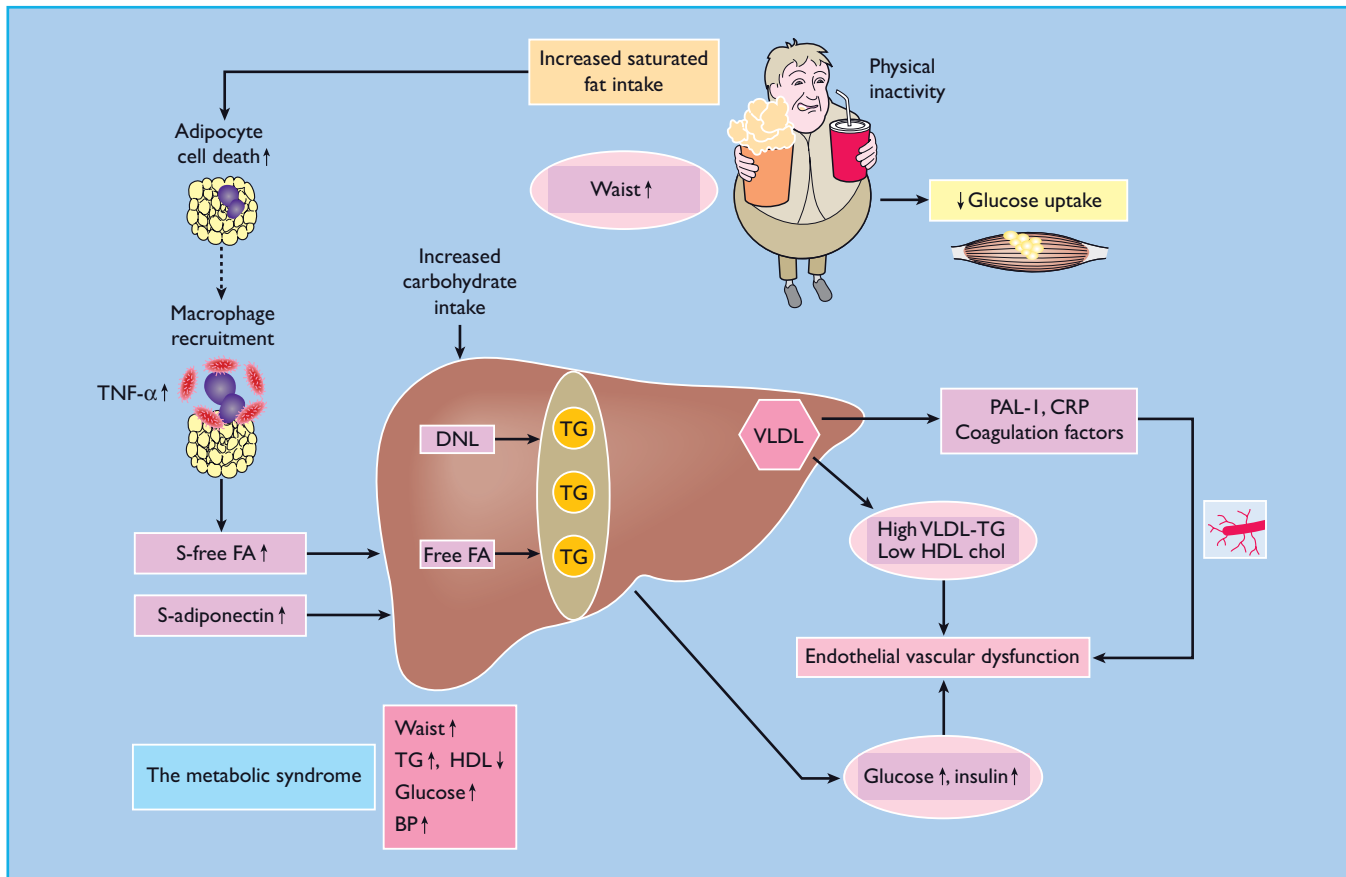 Increased saturated
fat intake
Physical
inactivity
Adipocyte
cell death↑
Waist↑
↓Glucose uptake
Increased
carbohydrate
intake
Macrophage
recruitment
TNF-α↑
DNL
TG
TG
Free FA
TG
VLDL
PAL-1, CRP
Coagulation factors
High VLDL-TG
Low HDL chol
S-free FA↑
S-adiponectin↑
Endothelial vascular dysfunction
Glucose↑, insulin↑
The metabolic syndrome
Waist↑
TG↑, HDL↓
Glucose↑
BP↑